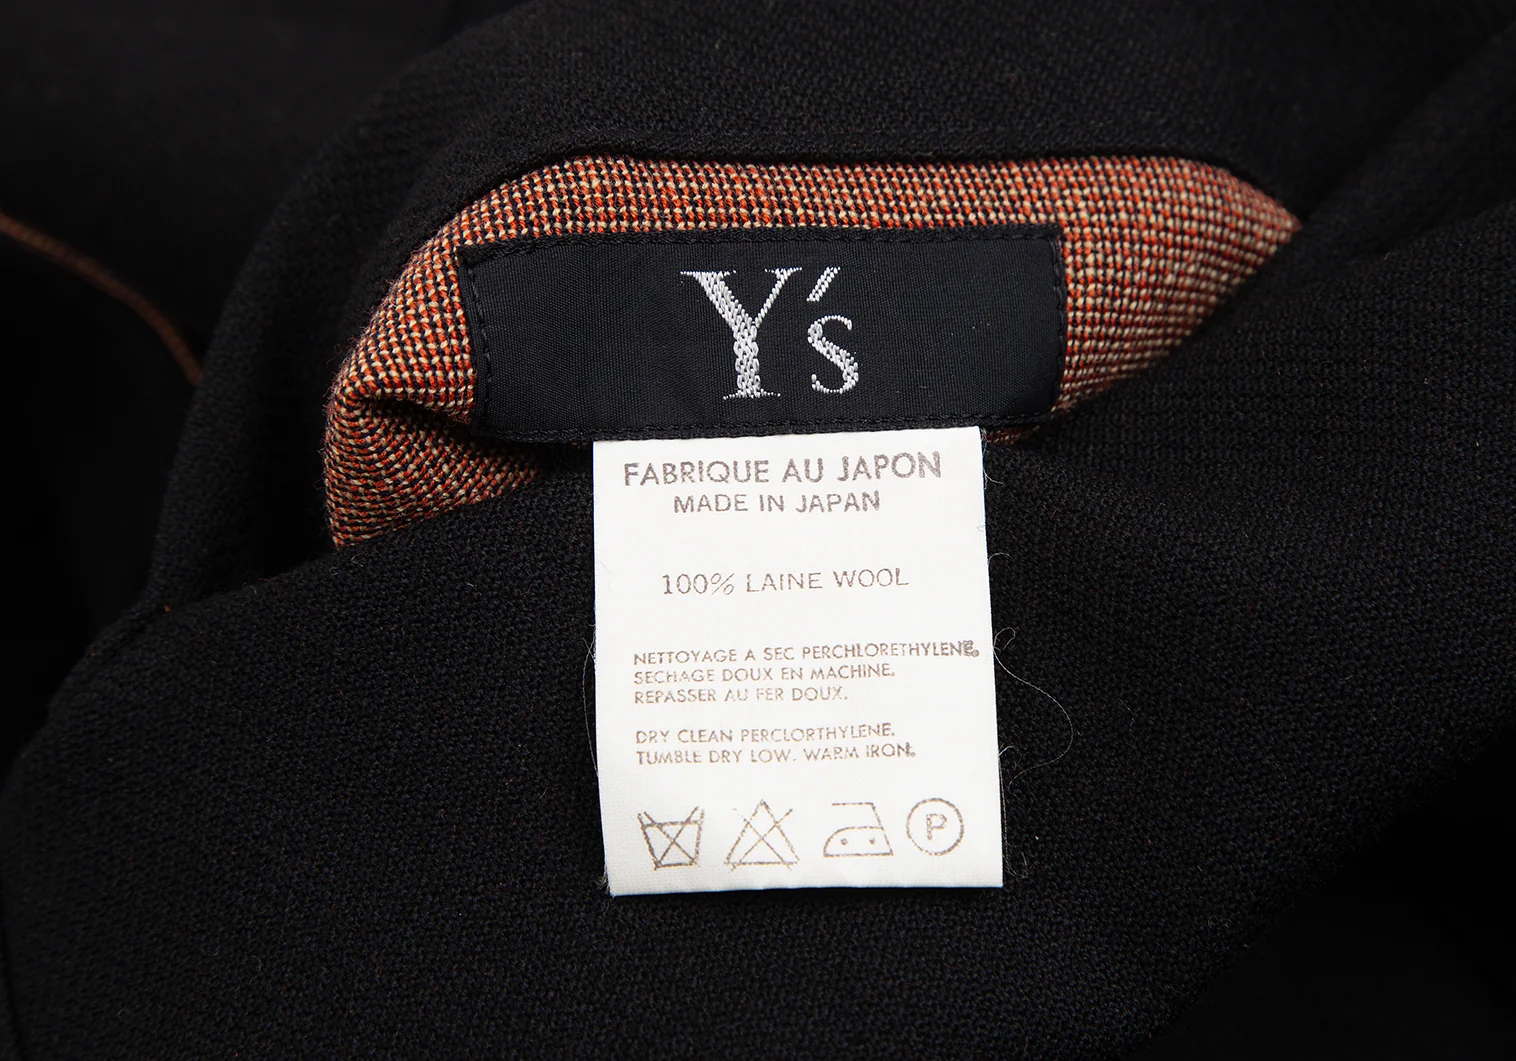 Y's
FABRIQUE AU JAPON
MADE IN JAPAN
100% LAINE WOOL
NETTOYAGE A SEC PERCHLORETHYLENE.
SECHAGE DOUX EN MACHINE.
REPASSER AU FER DOUX.
DRY CLEAN PERCLORTHYLENE.
TUMBLE DRY LOW. WARM IRON.
P